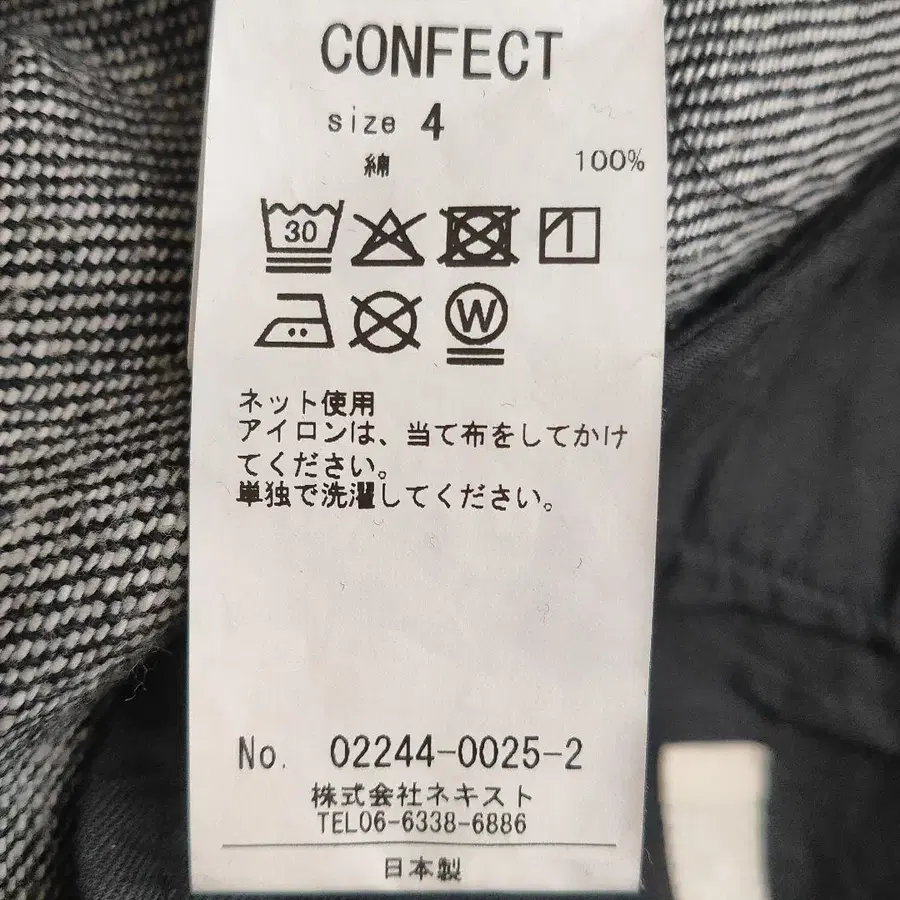 CONFECT
size 4
綿 100%
30
W
ネット使用
アイロンは、当て布をしてかけ
てください。
単独で洗濯してください。
No. 02244-0025-2
株式会社ネキスト
TEL06-6338-6886
日本製